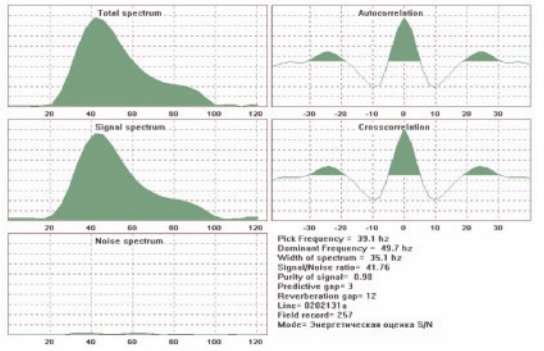 Total spectrum
20 40 60 80 100 120
Autocorrelation
-30 -20 -10 0 10 20 30
Signal spectrum
20 40 60 80 100 120
Crosscorrelation
-30 -20 -10 0 10 20 30
Noise spectrum
20 40 60 80 100 120
Pick Frequency = 39.1 hz
Dominant Frequency = 49.7 hz
Width of spectrum = 35.1 hz
Signal/Noise ratio= 41.76
Purity of signal= 0.98
Predictive gap= 3
Reverberation gap= 12
Line= 0202131a
Field record= 257
Mode= Энергетическая оценка S/N